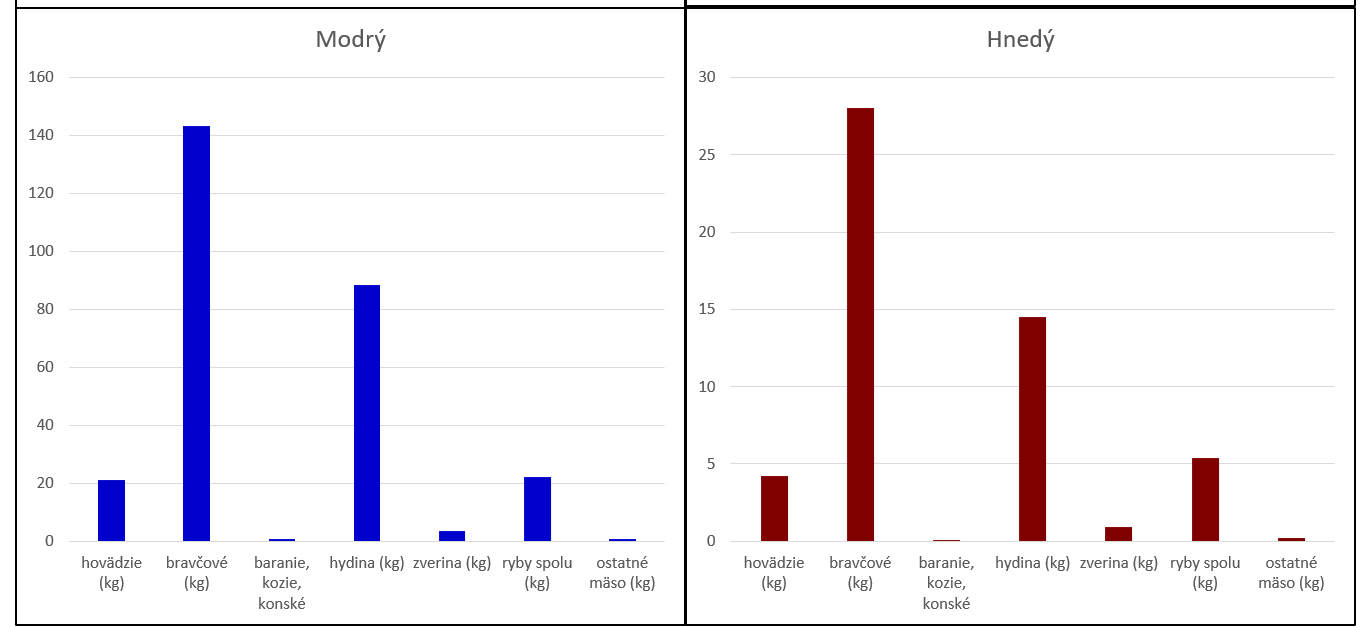 Modrý
160
140
120
100
80
60
40
20
0
hovädzie (kg)
bravčové (kg)
baranie, kozie, konské
hydina (kg)
zverina (kg)
ryby spolu (kg)
ostatné mäso (kg)
Hnedý
30
25
20
15
10
5
0
hovädzie (kg)
bravčové (kg)
baranie, kozie, konské
hydina (kg)
zverina (kg)
ryby spolu (kg)
ostatné mäso (kg)